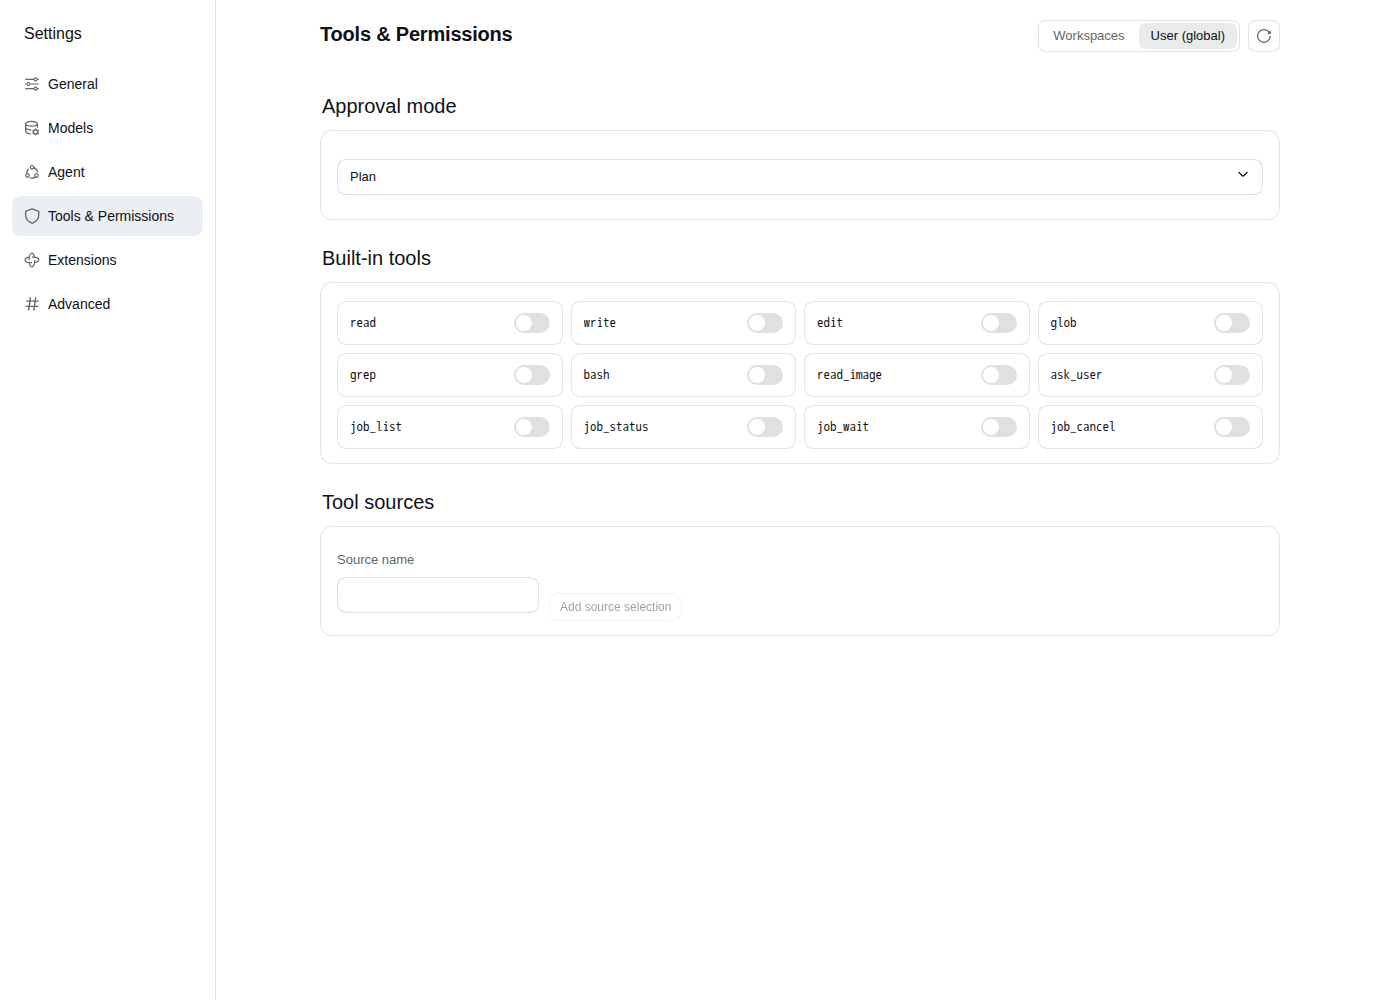 Settings
General
Models
Agent
Tools & Permissions
Extensions
Advanced
Tools & Permissions
Workspaces
User (global)
Approval mode
Plan
Built-in tools
read
write
edit
glob
grep
bash
read_image
ask_user
job_list
job_status
job_wait
job_cancel
Tool sources
Source name
Add source selection